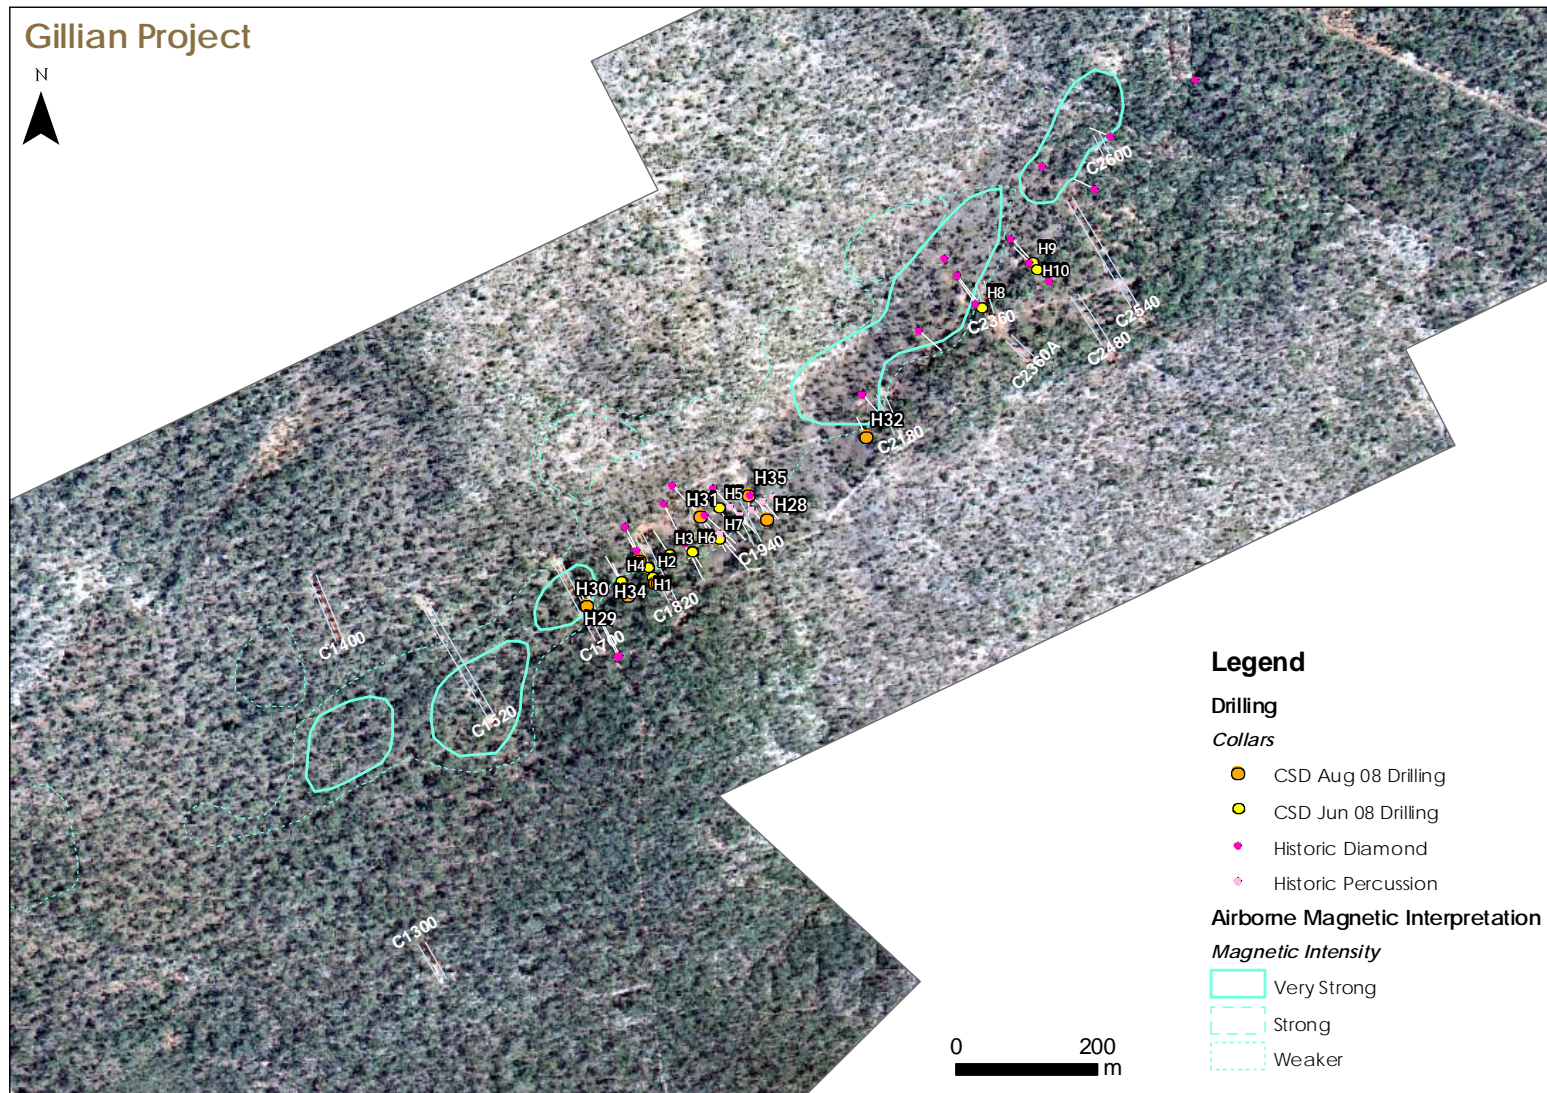 Gillian Project
N
C2600
H9
H10
H8
C2540
C2360
C2480
C2360A
H32
C2180
H35
H5
H31
H28
H7
H3
H6
C1940
H2
H4
H1
H30
H34
C1820
H29
C1700
C1400
C1520
C1300
Legend
Drilling
Collars
CSD Aug 08 Drilling
CSD Jun 08 Drilling
Historic Diamond
Historic Percussion
Airborne Magnetic Interpretation
Magnetic Intensity
Very Strong
Strong
Weaker
0 200
m